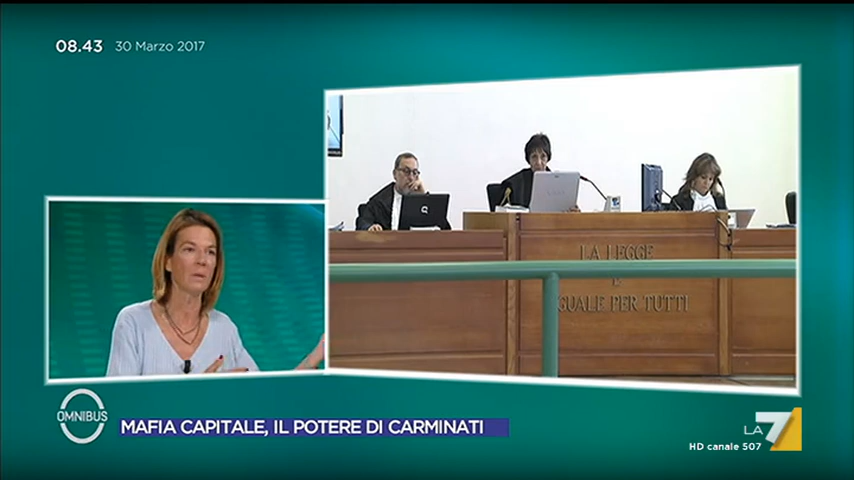 08.43 30 Marzo 2017
LA LEGGE
È
UGUALE PER TUTTI
OMNIBUS
MAFIA CAPITALE, IL POTERE DI CARMINATI
LA 7
HD canale 507